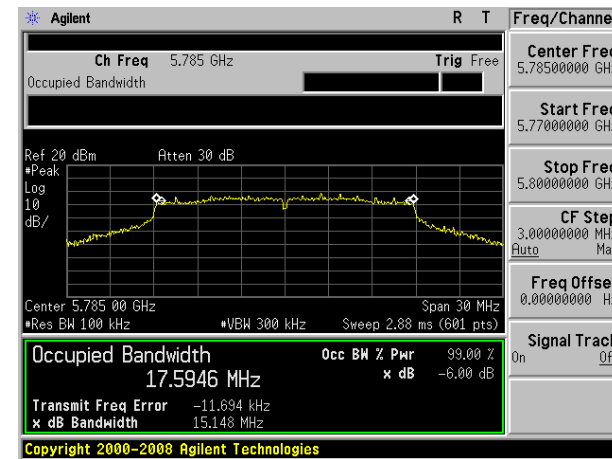 Agilent R T
Freq/Channe
Ch Freq 5.785 GHz Trig Free
Occupied Bandwidth
Center Freq
5.78500000 GH
Start Freq
5.77000000 GH
Stop Freq
5.80000000 GH
CF Step
3.00000000 MH
Auto Ma
Freq Offse
0.00000000 H
Signal Track
On Of
Ref 20 dBm Atten 30 dB
#Peak
Log
10
dB/
Center 5.785 00 GHz Span 30 MHz
#Res BW 100 kHz #VBW 300 kHz Sweep 2.88 ms (601 pts)
Occupied Bandwidth Occ BW % Pwr 99.00 %
17.5946 MHz x dB -6.00 dB
Transmit Freq Error -11.694 kHz
x dB Bandwidth 15.148 MHz
Copyright 2000-2008 Agilent Technologies